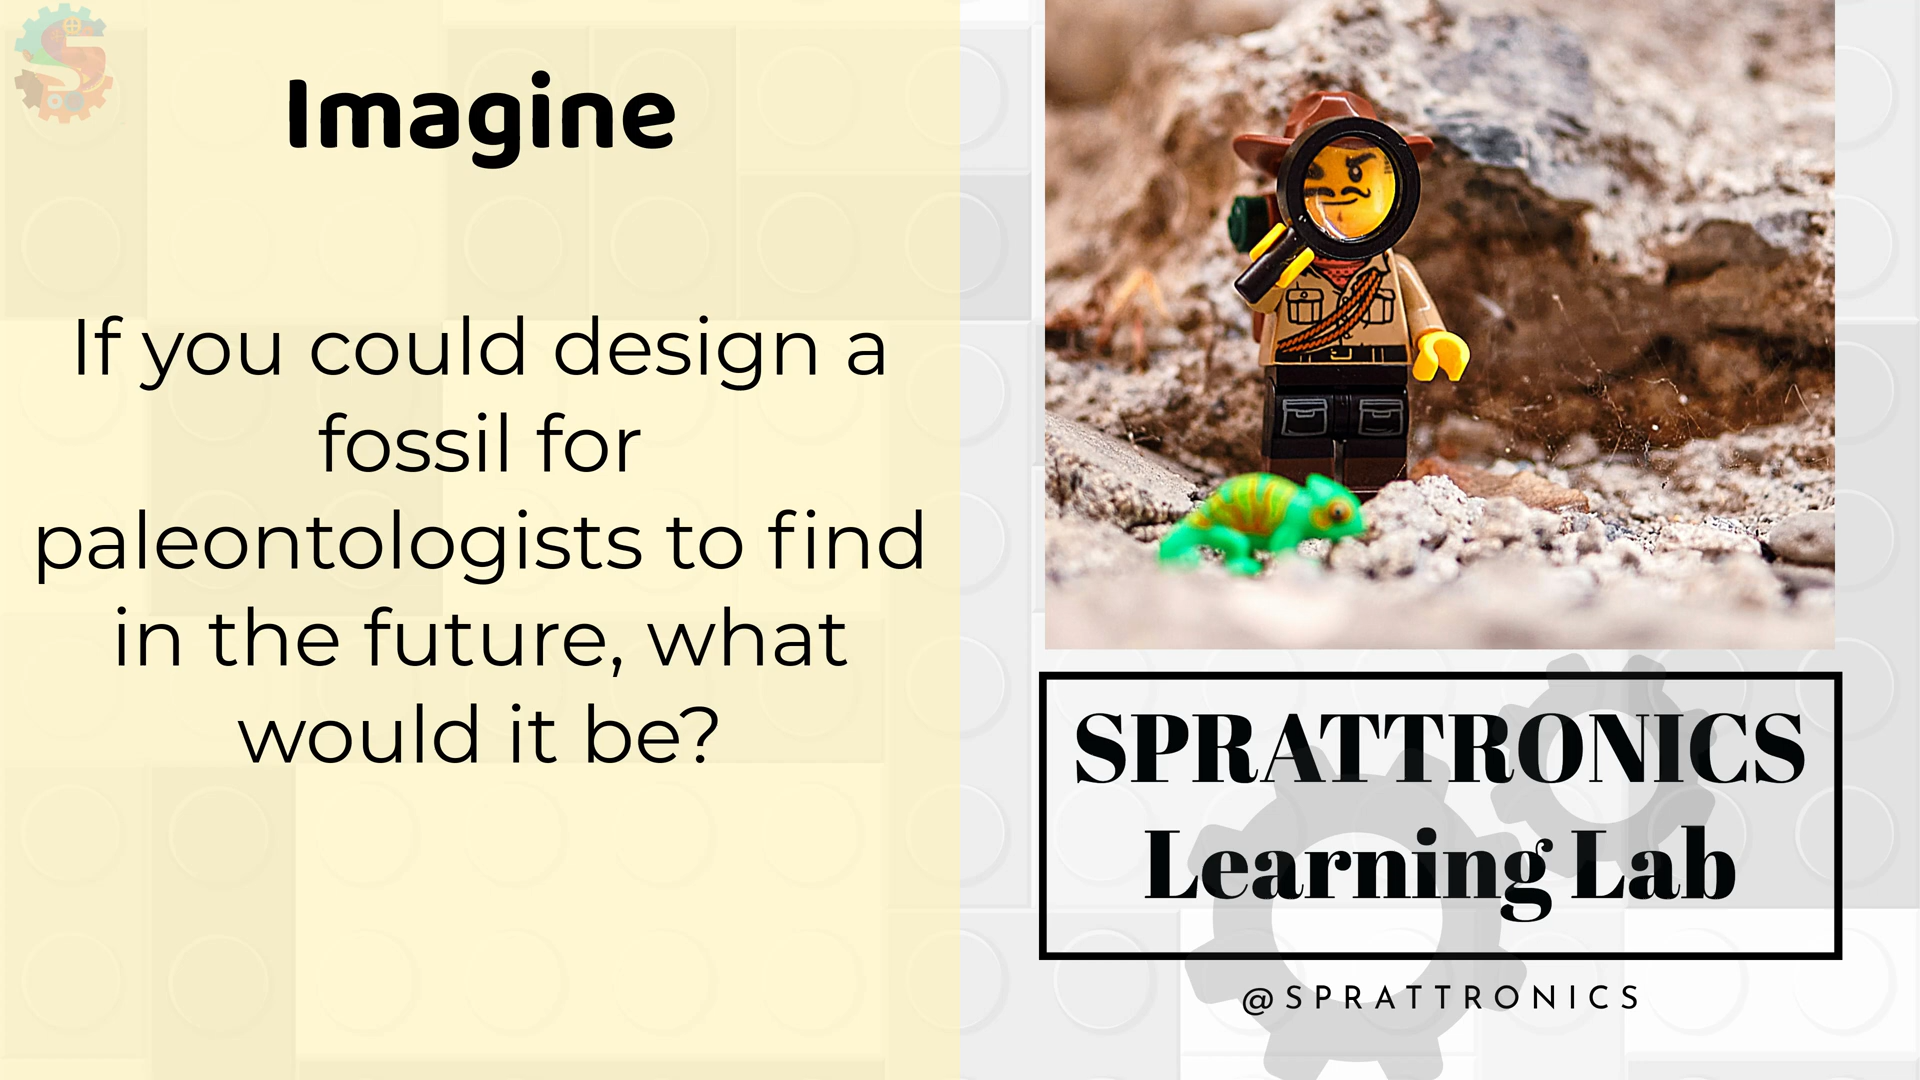 Imagine
If you could design a
fossil for
paleontologists to find
in the future, what
would it be?
SPRATTRONICS
Learning Lab
@SPRATTRONICS